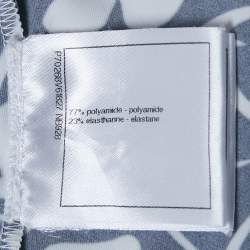 77% polyamide - polyamide
23% elasthanne - elastane